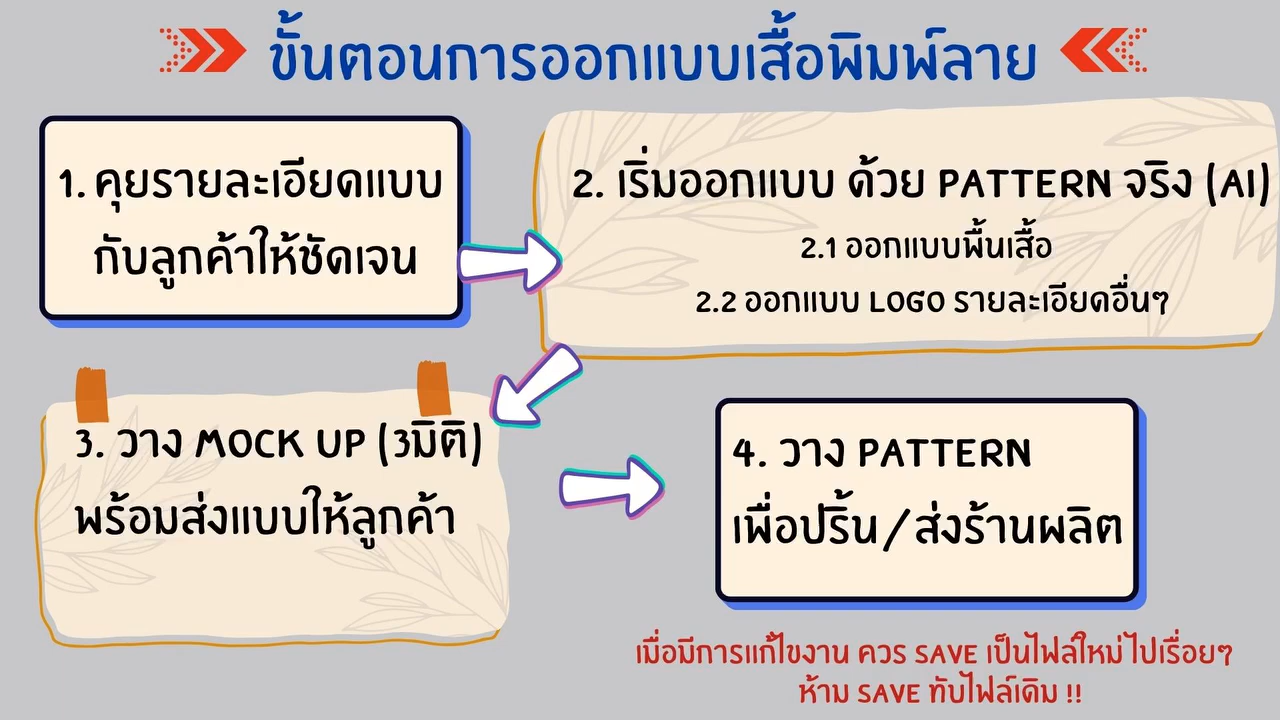 ขั้นตอนการออกแบบเสื้อพิมพ์ลาย
1. คุยรายละเอียดแบบ
กับลูกค้าให้ชัดเจน
2. เริ่มออกแบบ ด้วย PATTERN จริง (AI)
2.1 ออกแบบพื้นเสื้อ
2.2 ออกแบบ LOGO รายละเอียดอื่นๆ
3. วาง MOCK UP (3มิติ)
พร้อมส่งแบบให้ลูกค้า
4. วาง PATTERN
เพื่อปริ้น/ส่งร้านผลิต
เมื่อมีการแก้ไขงาน ควร SAVE เป็นไฟล์ใหม่ไปเรื่อยๆ
ห้าม SAVE ทับไฟล์เดิม !!